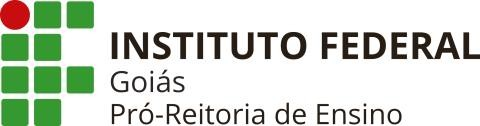 INSTITUTO FEDERAL
Goiás
Pró-Reitoria de Ensino